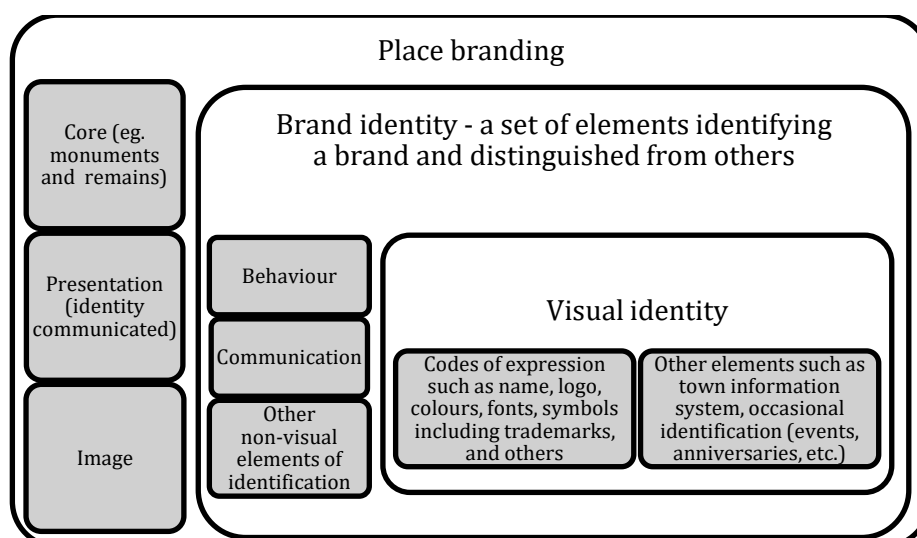 Place branding
Core (eg.
monuments
and remains)
Presentation
(identity
communicated)
Image
Brand identity - a set of elements identifying
a brand and distinguished from others
Behaviour
Communication
Other
non-visual
elements of
identification
Visual identity
Codes of expression
such as name, logo,
colours, fonts, symbols
including trademarks,
and others
Other elements such as
town information
system, occasional
identification (events,
anniversaries, etc.)